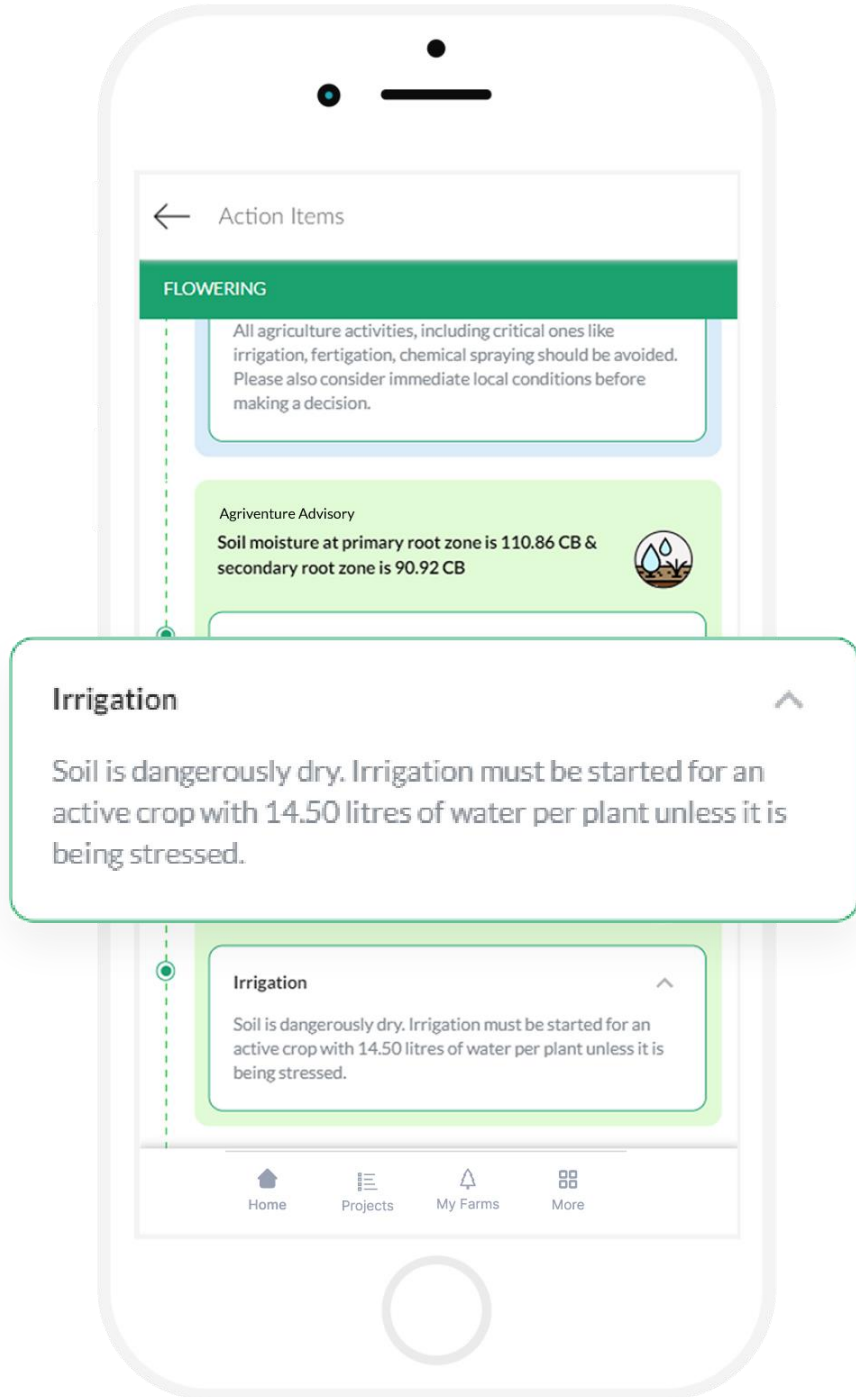 Action Items
FLOWERING
All agriculture activities, including critical ones like
irrigation, fertigation, chemical spraying should be avoided.
Please also consider immediate local conditions before
making a decision.
Agriventure Advisory
Soil moisture at primary root zone is 110.86 CB &
secondary root zone is 90.92 CB
Irrigation
Soil is dangerously dry. Irrigation must be started for an
active crop with 14.50 litres of water per plant unless it is
being stressed.
Irrigation
Soil is dangerously dry. Irrigation must be started for an
active crop with 14.50 litres of water per plant unless it is
being stressed.
Home Projects My Farms More